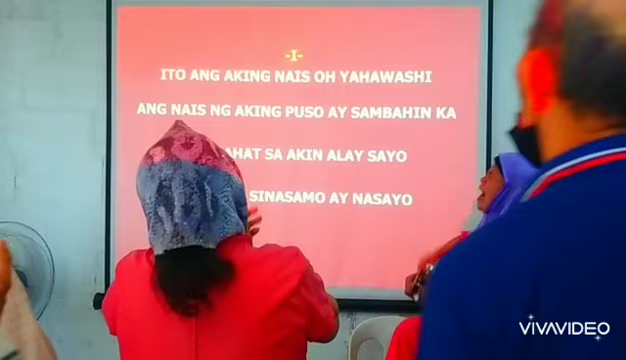 -I-
ITO ANG AKING NAIS OH YAHAWASHI
ANG NAIS NG AKING PUSO AY SAMBAHIN KA
AHAT SA AKIN ALAY SAYO
SINASAMO AY NASAYO
VIVAVIDEO